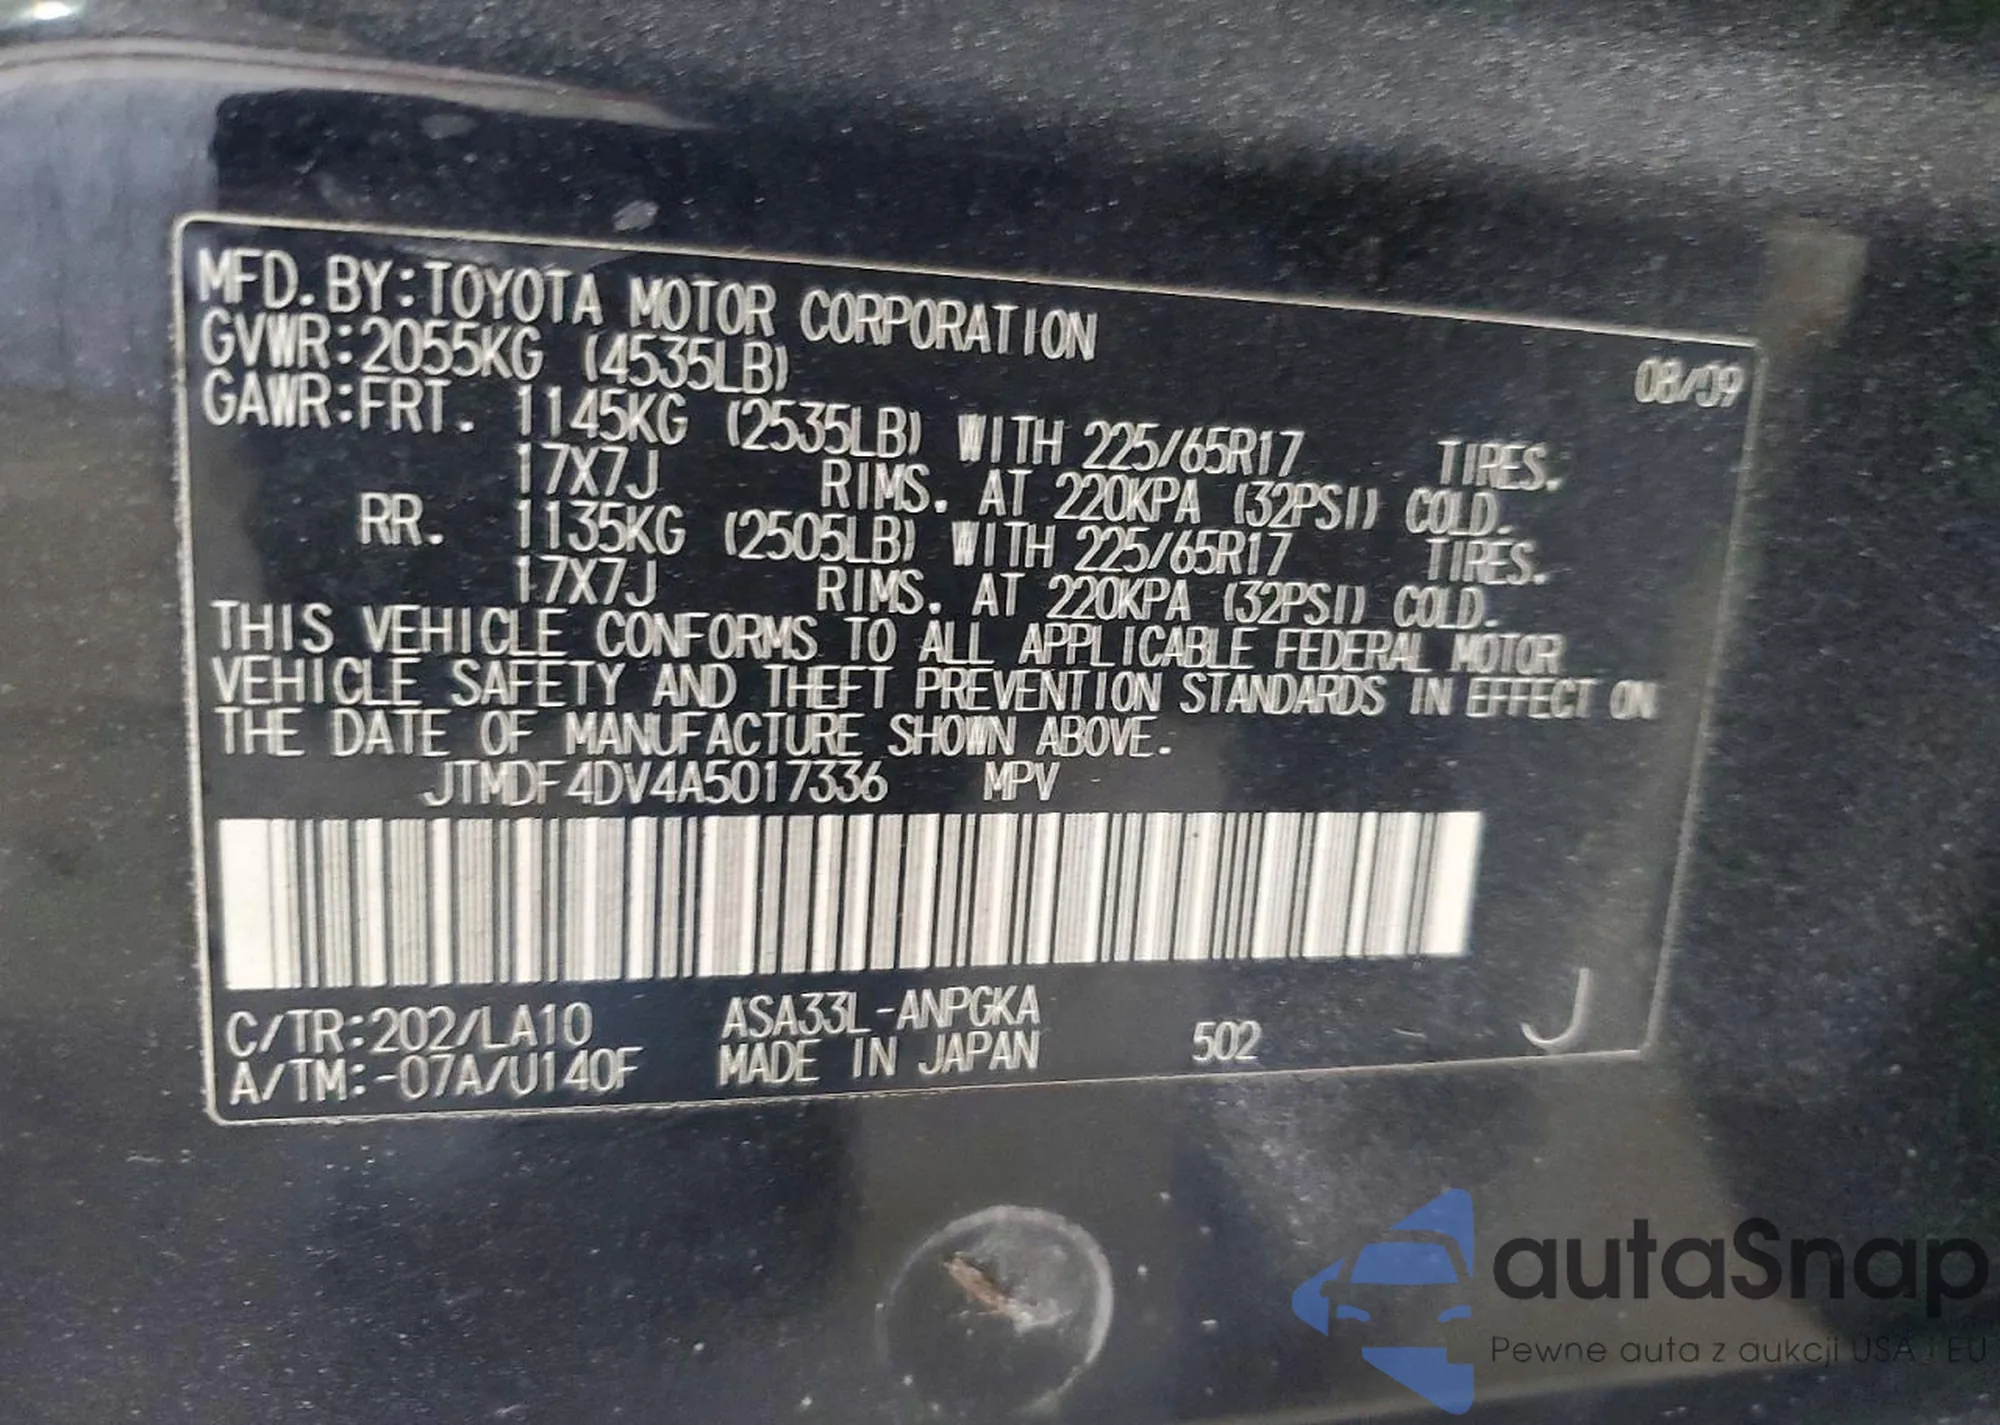 MFD. BY: TOYOTA MOTOR CORPORATION 08/09
GVWR: 2055KG (4535LB)
GAWR: FRT. 1145KG (2535LB) WITH 225/65R17 TIRES.
17X7J RIMS. AT 220KPA (32PSI) COLD.
RR. 1135KG (2505LB) WITH 225/65R17 TIRES.
17X7J RIMS. AT 220KPA (32PSI) COLD.
THIS VEHICLE CONFORMS TO ALL APPLICABLE FEDERAL MOTOR
VEHICLE SAFETY AND THEFT PREVENTION STANDARDS IN EFFECT ON
THE DATE OF MANUFACTURE SHOWN ABOVE.
JTMDF4DV4A5017336 MPV
C/TR:202/LA10 ASA33L-ANPGKA
A/TM:-07A/U140F MADE IN JAPAN 502 J
autaSnap
Pewne auta z aukcji USA i EU